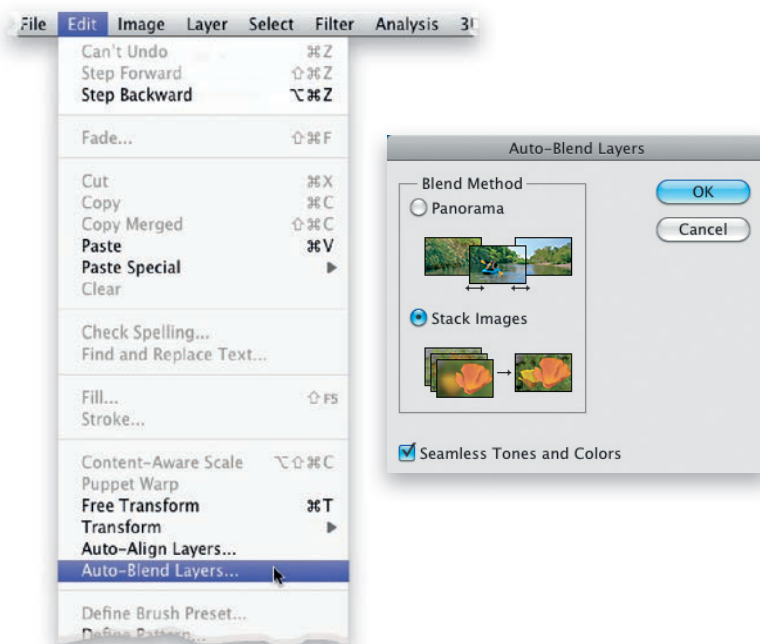 File Edit Image Layer Select Filter Analysis
Can't Undo ⌘Z
Step Forward ⇧⌘Z
Step Backward ⌥⌘Z
Fade... ⇧⌘F
Cut ⌘X
Copy ⌘C
Copy Merged ⇧⌘C
Paste ⌘V
Paste Special ▶
Clear
Check Spelling...
Find and Replace Text...
Fill... ⇧F5
Stroke...
Content-Aware Scale ⌥⇧⌘C
Puppet Warp
Free Transform ⌘T
Transform ▶
Auto-Align Layers...
Auto-Blend Layers...
Define Brush Preset...
Define Pattern...
Auto-Blend Layers
Blend Method
Panorama
Stack Images
Seamless Tones and Colors
OK
Cancel